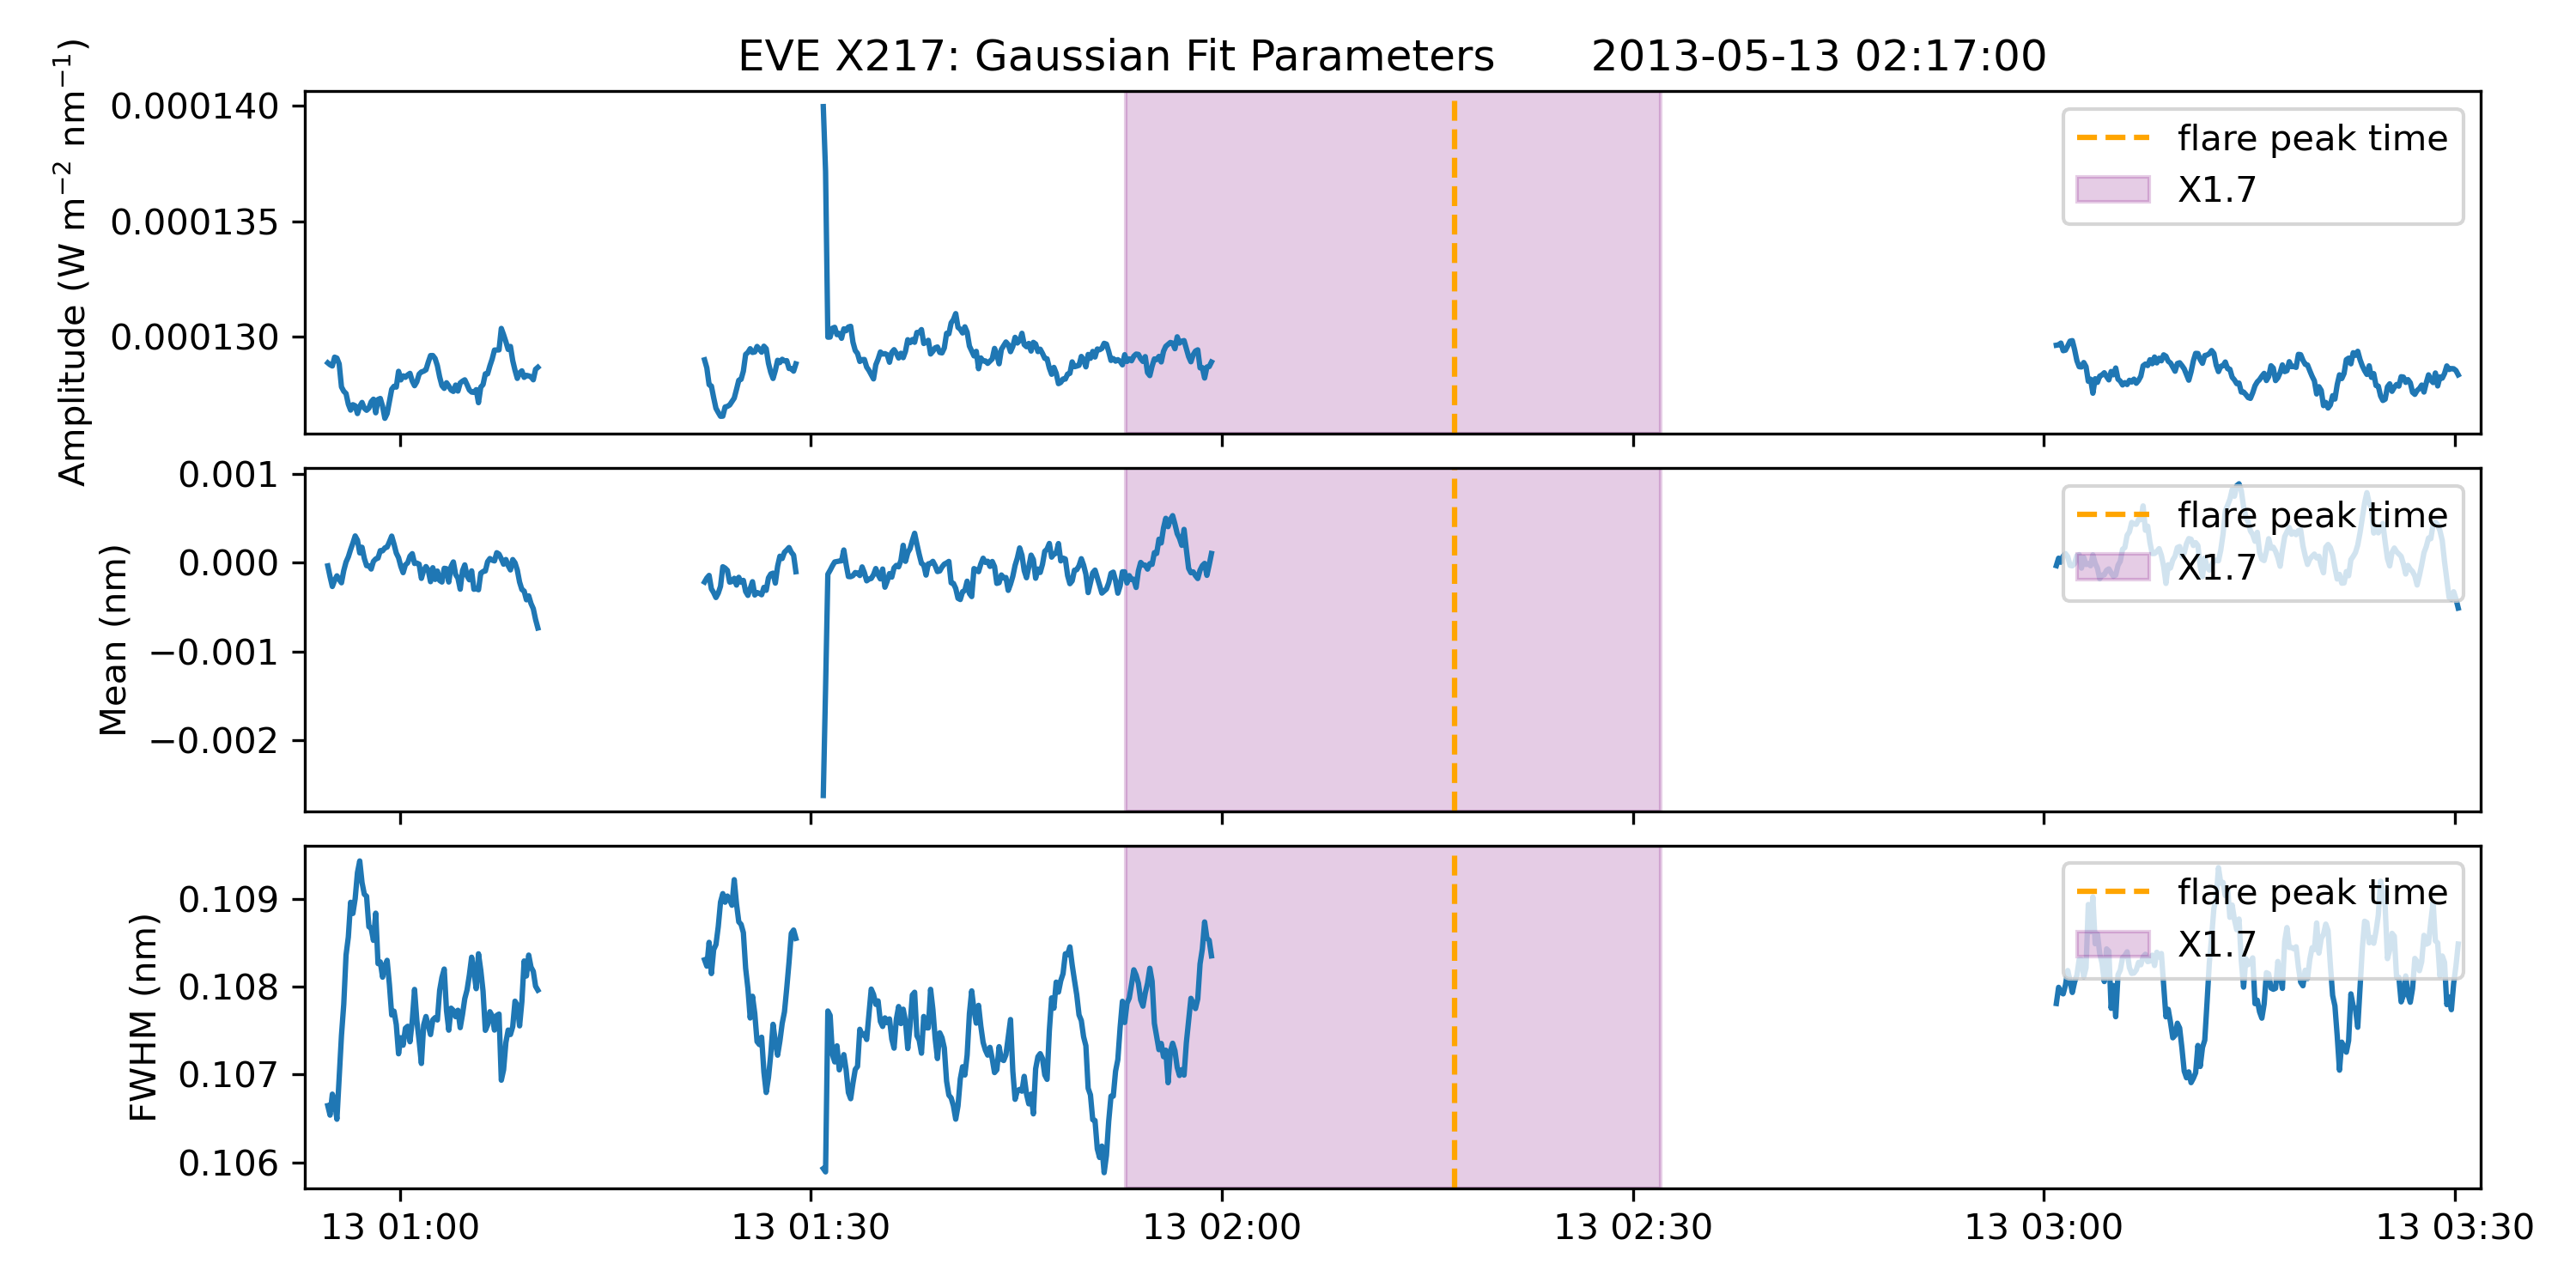 EVE X217: Gaussian Fit Parameters 2013-05-13 02:17:00
Amplitude (W m⁻² nm⁻¹)
0.000140
0.000135
0.000130
flare peak time
X1.7
Mean (nm)
0.001
0.000
−0.001
−0.002
flare peak time
X1.7
FWHM (nm)
0.109
0.108
0.107
0.106
flare peak time
X1.7
13 01:00 13 01:30 13 02:00 13 02:30 13 03:00 13 03:30